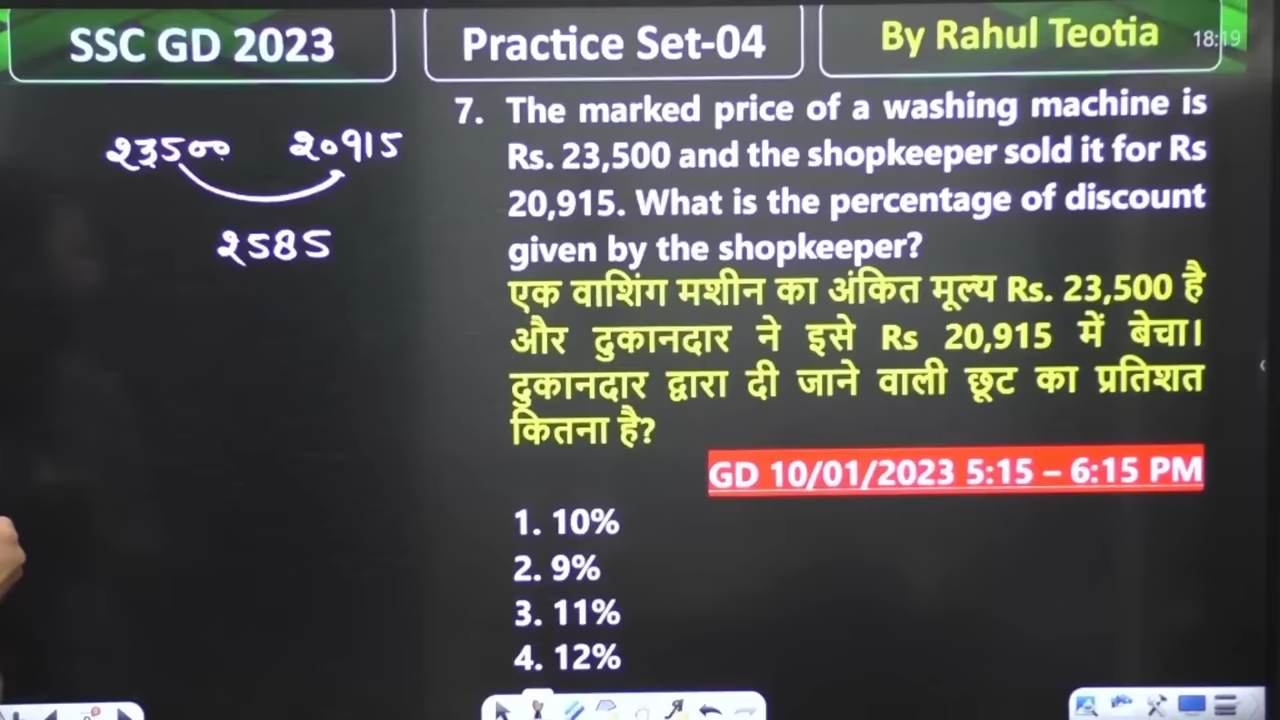 SSC GD 2023
Practice Set-04
By Rahul Teotia
18:19
23500 20915
2585
7. The marked price of a washing machine is
Rs. 23,500 and the shopkeeper sold it for Rs
20,915. What is the percentage of discount
given by the shopkeeper?
एक वाशिंग मशीन का अंकित मूल्य Rs. 23,500 है
और दुकानदार ने इसे Rs 20,915 में बेचा।
दुकानदार द्वारा दी जाने वाली छूट का प्रतिशत
कितना है?
GD 10/01/2023 5:15 – 6:15 PM
1. 10%
2. 9%
3. 11%
4. 12%